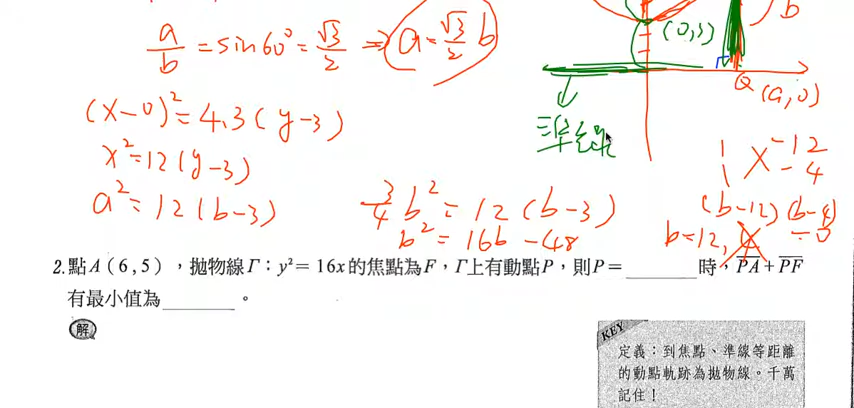 a/b = sin60° = √3/2 ⇒ a = √3/2 b
(0,3)
b
Q (a,0)
準線
(x-0)² = 4.3(y-3)
x² = 12(y-3)
a² = 12(b-3)
3/4 b² = 12(b-3)
b² = 16b - 48
1 -12
1 X -4
(b-12)(b-4)
b=12, 4 =0
2.點A(6,5),拋物線Γ:y²=16x的焦點為F,Γ上有動點P,則P=______時,PA+PF
有最小值為______。
解
KEY
定義:到焦點、準線等距離
的動點軌跡為拋物線。千萬
記住!